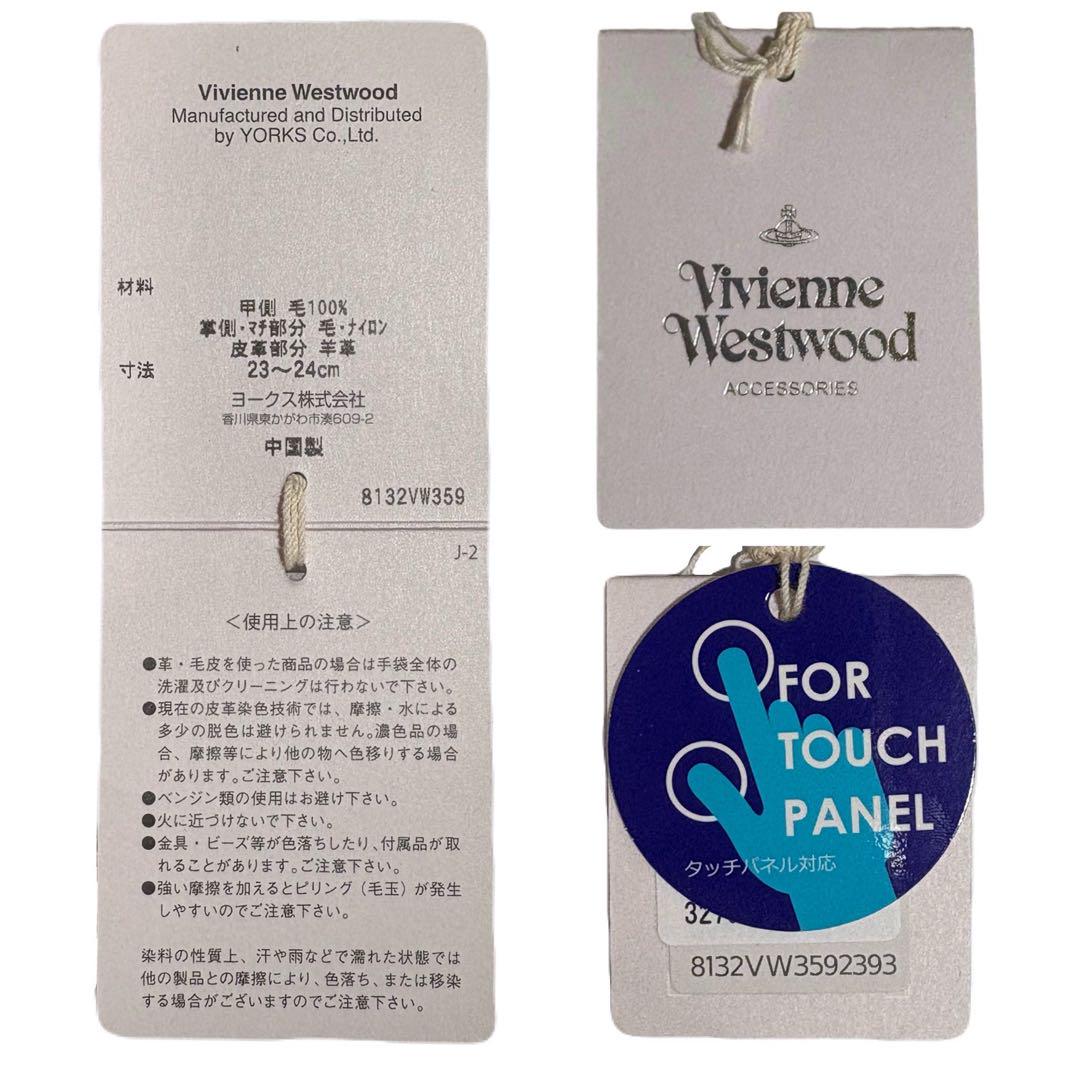 Vivienne Westwood
Manufactured and Distributed
by YORKS Co.,Ltd.
材料
甲側 毛100%
掌側・マチ部分 毛・ナイロン
皮革部分 羊革
寸法
23～24cm
ヨークス株式会社
香川県東かがわ市湊609-2
中国製
8132VW359
J-2
＜使用上の注意＞
●革・毛皮を使った商品の場合は手袋全体の
洗濯及びクリーニングは行わないで下さい。
●現在の皮革染色技術では、摩擦・水による
多少の脱色は避けられません。濃色品の場
合、摩擦等により他の物へ色移りする場合
があります。ご注意下さい。
●ベンジン類の使用はお避け下さい。
●火に近づけないで下さい。
●金具・ビーズ等が色落ちしたり、付属品が取
れることがあります。ご注意下さい。
●強い摩擦を加えるとピリング（毛玉）が発生
しやすいのでご注意下さい。
染料の性質上、汗や雨などで濡れた状態では
他の製品との摩擦により、色落ち、または移染
する場合がございますのでご注意下さい。
Vivienne
Westwood
ACCESSORIES
FOR
TOUCH
PANEL
タッチパネル対応
8132VW3592393